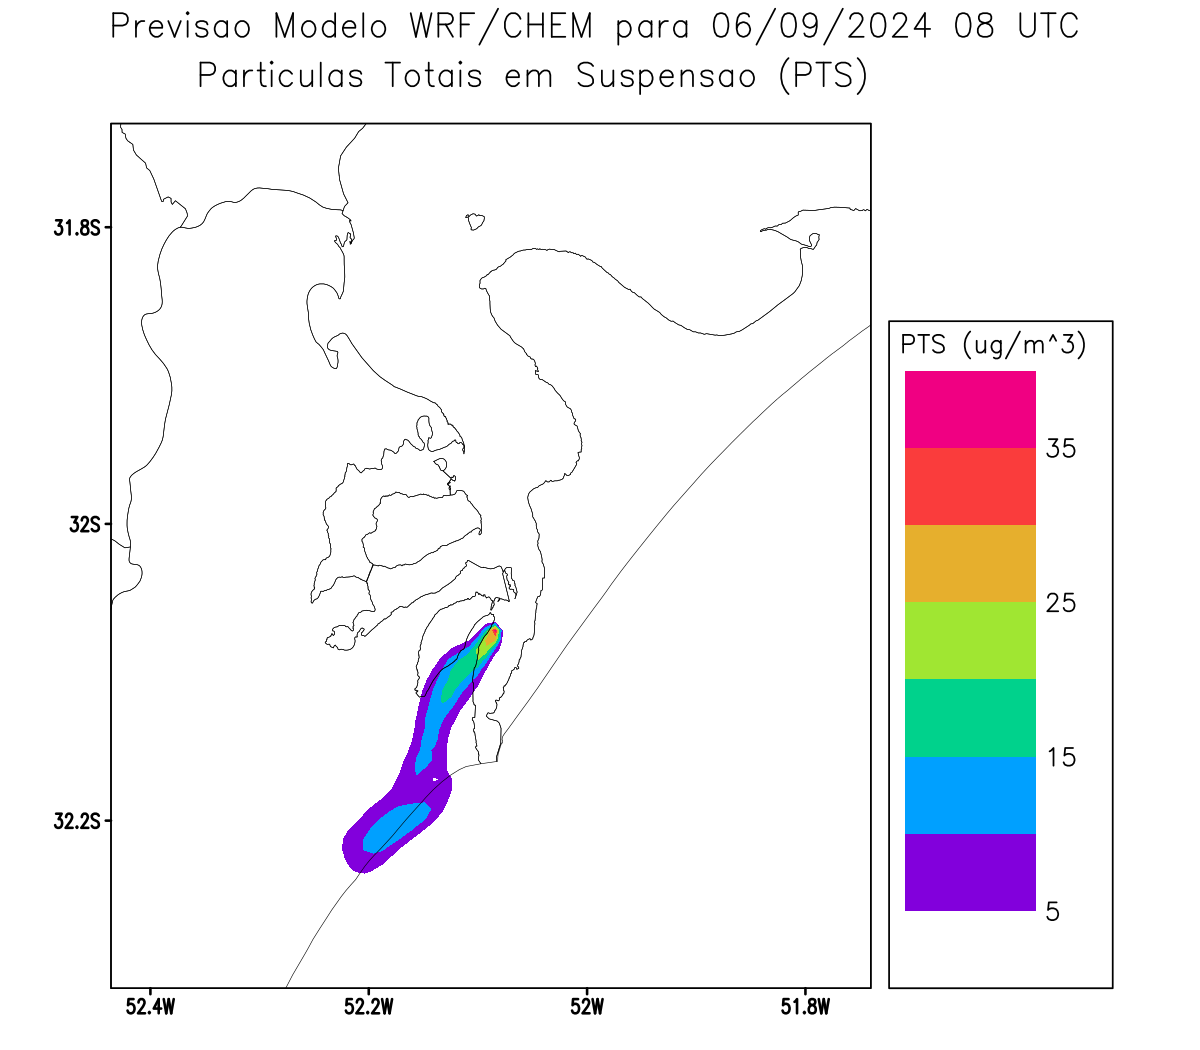 Previsao Modelo WRF/CHEM para 06/09/2024 08 UTC
Particulas Totais em Suspensao (PTS)
31.8S
32S
32.2S
52.4W
52.2W
52W
51.8W
PTS (ug/m^3)
35
25
15
5